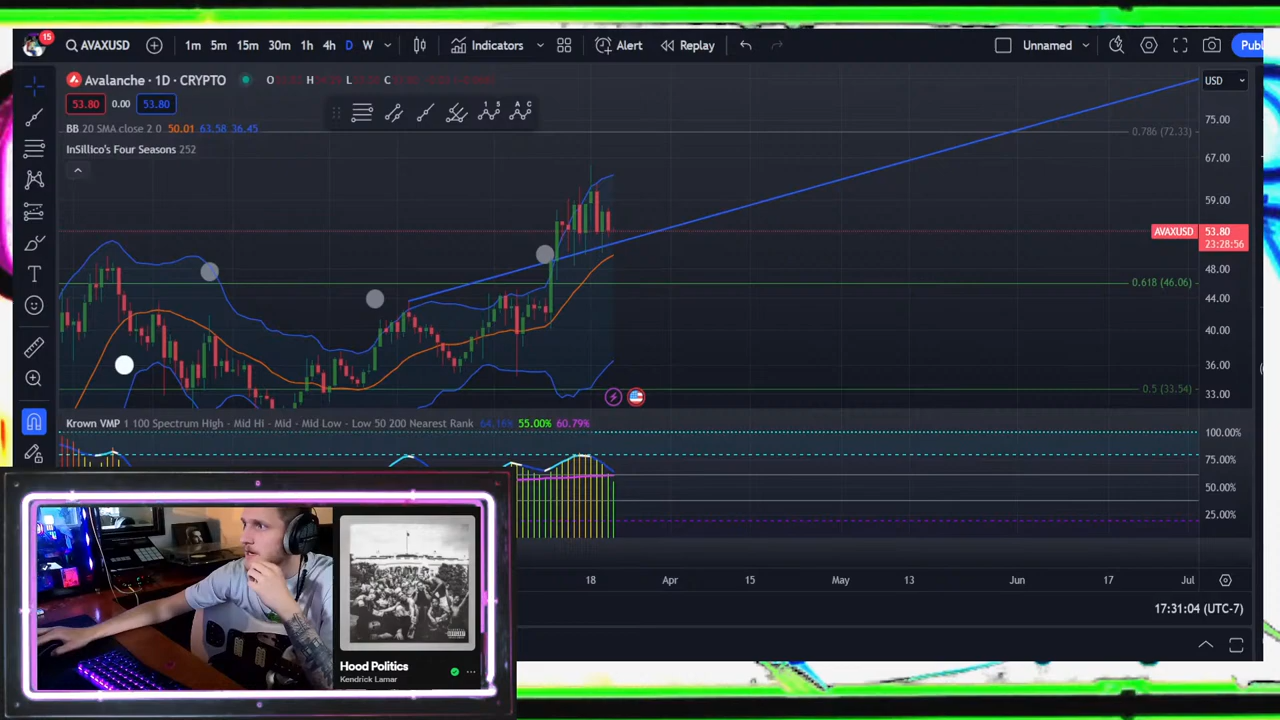 15
AVAXUSD
1m 5m 15m 30m 1h 4h D W
Indicators
Alert
Replay
Unnamed
Publ
Avalanche · 1D · CRYPTO
O H L C
USD
53.80 0.00 53.80
BB 20 SMA close 2 0 50.01 63.58 36.45
InSillico's Four Seasons 252
1 5
A C
75.00
0.786 (72.33)
67.00
59.00
AVAXUSD 53.80
23:28:56
48.00
0.618 (46.06)
44.00
40.00
36.00
0.5 (33.54)
33.00
Krown VMP 1 100 Spectrum High - Mid Hi - Mid - Mid Low - Low 50 200 Nearest Rank 64.16% 55.00% 60.79%
100.00%
75.00%
50.00%
25.00%
18 Apr 15 May 13 Jun 17 Jul
17:31:04 (UTC-7)
Hood Politics
Kendrick Lamar